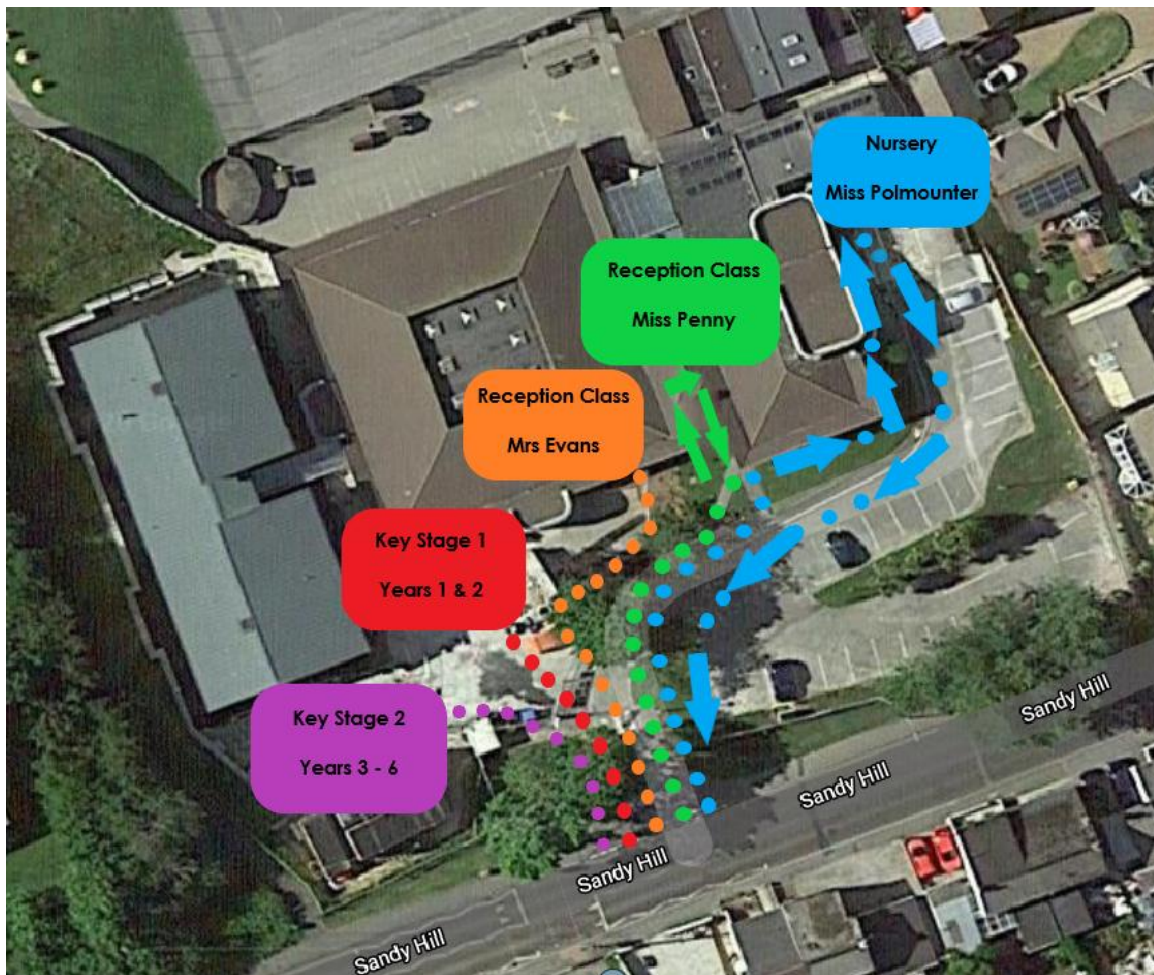 Nursery
Miss Polmounter
Reception Class
Miss Penny
Reception Class
Mrs Evans
Key Stage 1
Years 1 & 2
Key Stage 2
Years 3 - 6
Sandy Hill
Sandy Hill
Sandy Hill
Sandy Hill